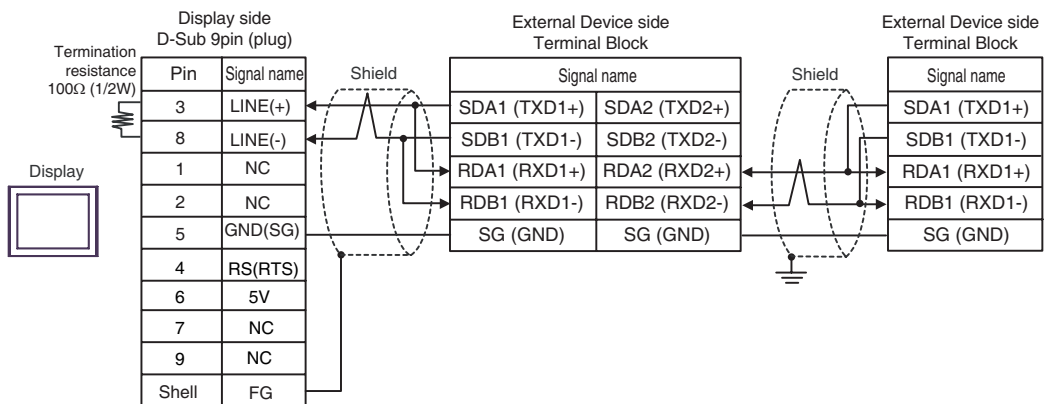 Display side
D-Sub 9pin (plug)
External Device side
Terminal Block
External Device side
Terminal Block
Termination
resistance
100Ω (1/2W)
Pin Signal name
Shield
Signal name
Shield
Signal name
3 LINE(+)
SDA1 (TXD1+) SDA2 (TXD2+)
SDA1 (TXD1+)
8 LINE(-)
SDB1 (TXD1-) SDB2 (TXD2-)
SDB1 (TXD1-)
Display
1 NC
RDA1 (RXD1+) RDA2 (RXD2+)
RDA1 (RXD1+)
2 NC
RDB1 (RXD1-) RDB2 (RXD2-)
RDB1 (RXD1-)
5 GND(SG)
SG (GND) SG (GND)
SG (GND)
4 RS(RTS)
6 5V
7 NC
9 NC
Shell FG